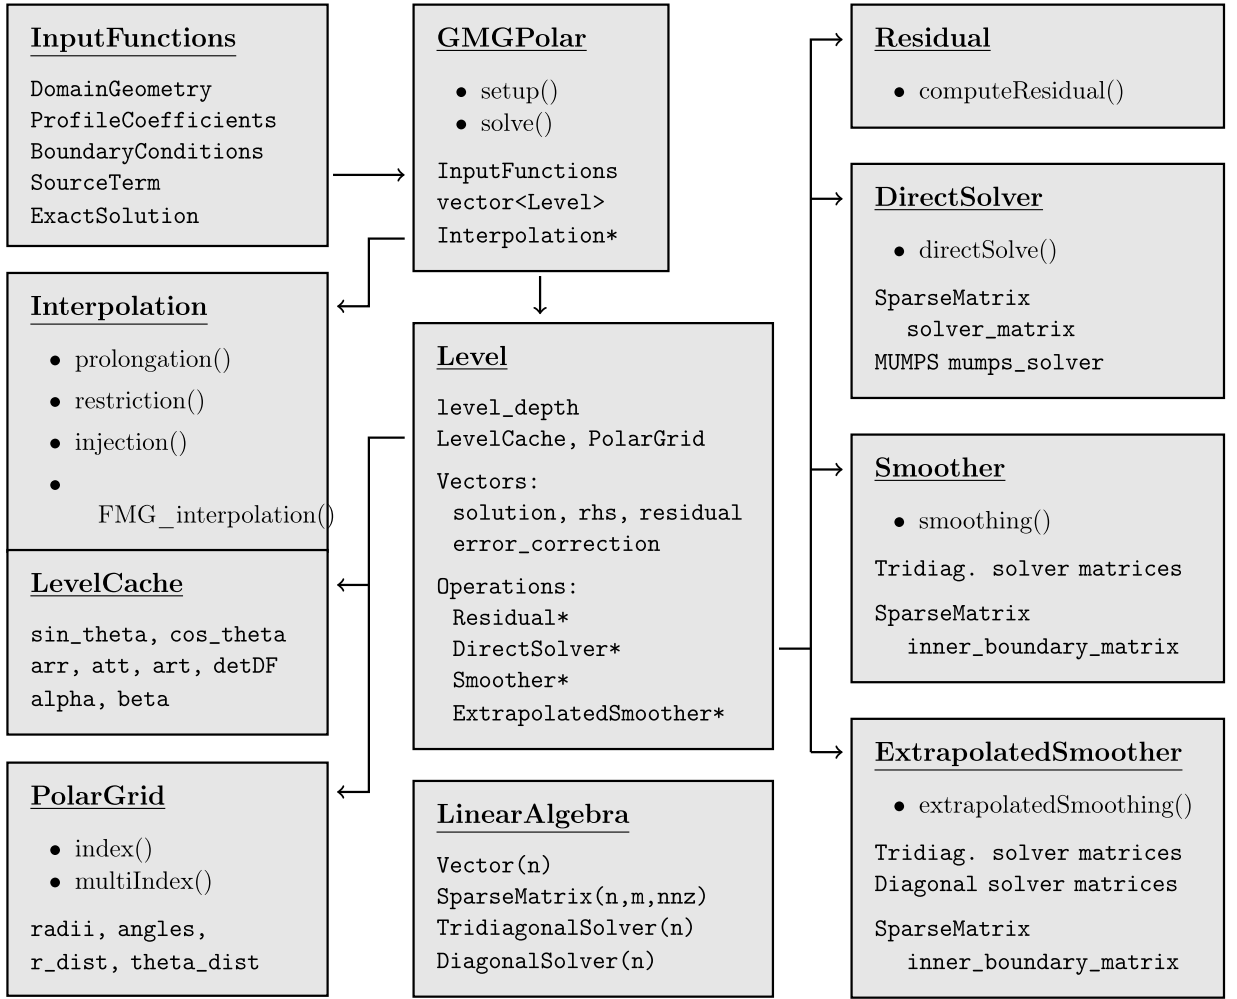 InputFunctions
DomainGeometry
ProfileCoefficients
BoundaryConditions
SourceTerm
ExactSolution
Interpolation
• prolongation()
• restriction()
• injection()
•
FMG_interpolation()
LevelCache
sin_theta, cos_theta
arr, att, art, detDF
alpha, beta
PolarGrid
• index()
• multiIndex()
radii, angles,
r_dist, theta_dist
GMGPolar
• setup()
• solve()
InputFunctions
vector<Level>
Interpolation*
Level
level_depth
LevelCache, PolarGrid
Vectors:
solution, rhs, residual
error_correction
Operations:
Residual*
DirectSolver*
Smoother*
ExtrapolatedSmoother*
LinearAlgebra
Vector(n)
SparseMatrix(n,m,nnz)
TridiagonalSolver(n)
DiagonalSolver(n)
Residual
• computeResidual()
DirectSolver
• directSolve()
SparseMatrix
solver_matrix
MUMPS mumps_solver
Smoother
• smoothing()
Tridiag. solver matrices
SparseMatrix
inner_boundary_matrix
ExtrapolatedSmoother
• extrapolatedSmoothing()
Tridiag. solver matrices
Diagonal solver matrices
SparseMatrix
inner_boundary_matrix